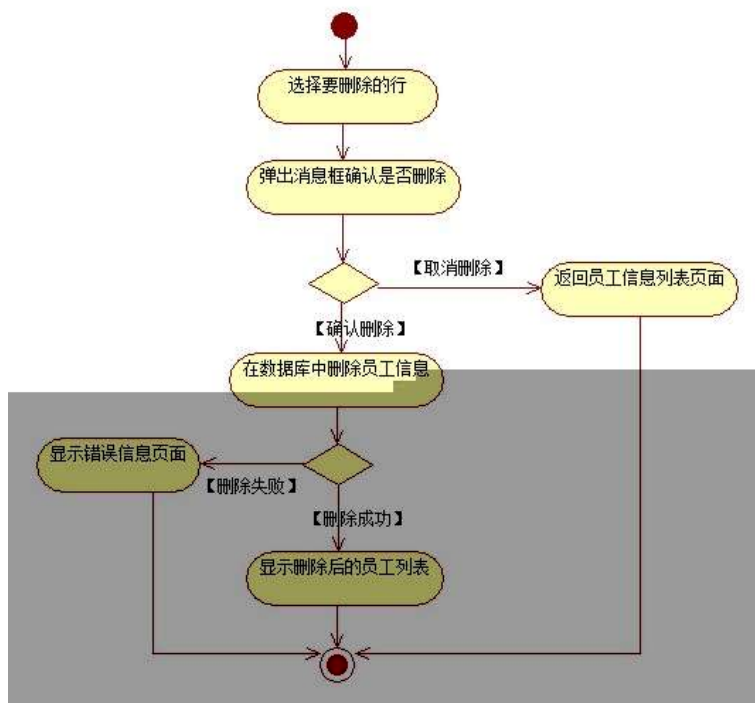 选择要删除的行
弹出消息框确认是否删除
【取消删除】
返回员工信息列表页面
【确认删除】
在数据库中删除员工信息
显示错误信息页面
【删除失败】
【删除成功】
显示删除后的员工列表